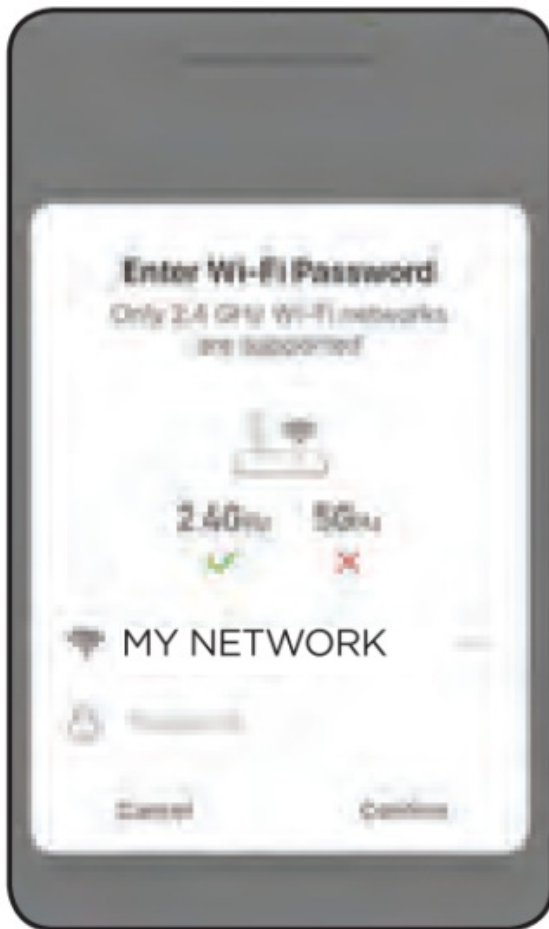 Enter Wi-Fi Password
Only 2.4 GHz Wi-Fi networks
are supported
2.4GHz 5GHz
MY NETWORK
Password
Cancel Confirm